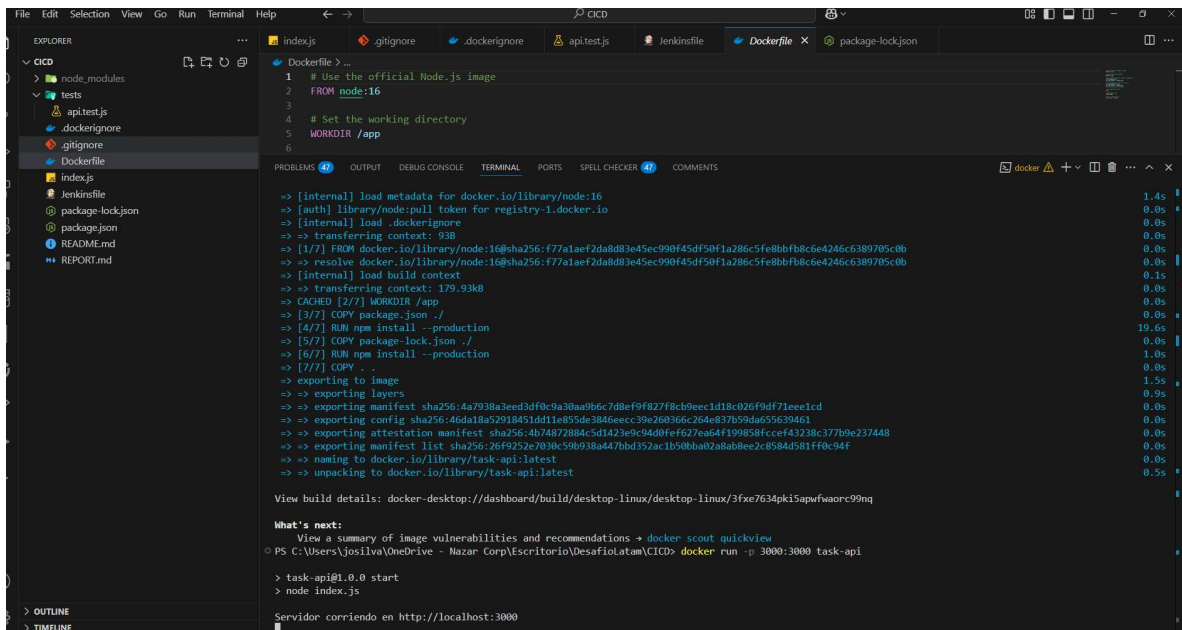 File Edit Selection View Go Run Terminal Help
CICD
EXPLORER
index.js .gitignore .dockerignore api.test.js Jenkinsfile Dockerfile package-lock.json
CICD
node_modules
tests
api.test.js
.dockerignore
.gitignore
Dockerfile
index.js
Jenkinsfile
package-lock.json
package.json
README.md
REPORT.md
OUTLINE
TIMELINE
Dockerfile > ...
1 # Use the official Node.js image
2 FROM node:16
3
4 # Set the working directory
5 WORKDIR /app
6
PROBLEMS 47 OUTPUT DEBUG CONSOLE TERMINAL PORTS SPELL CHECKER 47 COMMENTS
docker
=> [internal] load metadata for docker.io/library/node:16 1.4s
=> [auth] library/node:pull token for registry-1.docker.io 0.0s
=> [internal] load .dockerignore 0.0s
=> => transferring context: 93B 0.0s
=> [1/7] FROM docker.io/library/node:16@sha256:f77a1aef2da8d83e45ec990f45df50f1a286c5fe8bbfb8c6e4246c6389705c0b 0.0s
=> => resolve docker.io/library/node:16@sha256:f77a1aef2da8d83e45ec990f45df50f1a286c5fe8bbfb8c6e4246c6389705c0b 0.0s
=> [internal] load build context 0.1s
=> => transferring context: 179.93kB 0.0s
=> CACHED [2/7] WORKDIR /app 0.0s
=> [3/7] COPY package.json ./ 0.0s
=> [4/7] RUN npm install --production 19.6s
=> [5/7] COPY package-lock.json ./ 0.0s
=> [6/7] RUN npm install --production 1.0s
=> [7/7] COPY . . 0.0s
=> exporting to image 1.5s
=> => exporting layers 0.9s
=> => exporting manifest sha256:4a7938a3eed3df0c9a30aa9b6c7d8ef9f827f8cb9eec1d18c026f9df71eee1cd 0.0s
=> => exporting config sha256:46da18a52918451dd11e855de3846eecc39e260366c264e837b59da655639461 0.0s
=> => exporting attestation manifest sha256:4b74872884c5d1423e9c94d0fef627ea64f199858fccef43238c377b9e237448 0.0s
=> => exporting manifest list sha256:26f9252e7030c59b938a447bbd352ac1b50bba02a8ab8ee2c8584d581ff0c94f 0.0s
=> => naming to docker.io/library/task-api:latest 0.0s
=> => unpacking to docker.io/library/task-api:latest 0.5s
View build details: docker-desktop://dashboard/build/desktop-linux/desktop-linux/3fxe7634pki5apwfwaorc99nq
What's next:
View a summary of image vulnerabilities and recommendations → docker scout quickview
PS C:\Users\josilva\OneDrive - Nazar Corp\Escritorio\DesafioLatam\CICD> docker run -p 3000:3000 task-api
> task-api@1.0.0 start
> node index.js
Servidor corriendo en http://localhost:3000